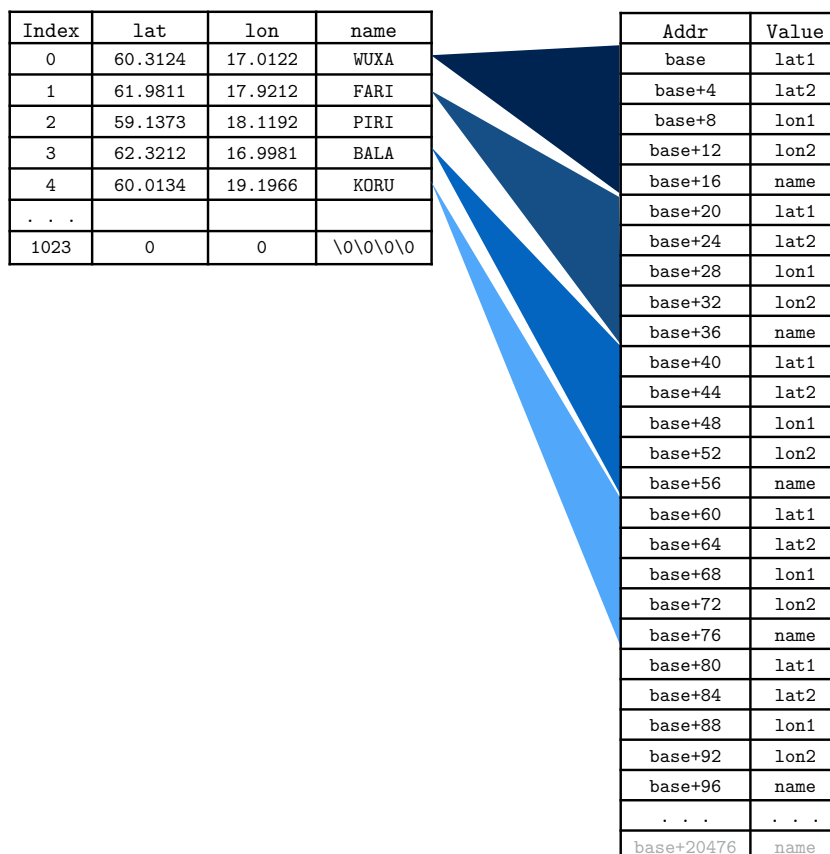 Index lat lon name
0 60.3124 17.0122 WUXA
1 61.9811 17.9212 FARI
2 59.1373 18.1192 PIRI
3 62.3212 16.9981 BALA
4 60.0134 19.1966 KORU
. . .
1023 0 0 \0\0\0\0
Addr Value
base lat1
base+4 lat2
base+8 lon1
base+12 lon2
base+16 name
base+20 lat1
base+24 lat2
base+28 lon1
base+32 lon2
base+36 name
base+40 lat1
base+44 lat2
base+48 lon1
base+52 lon2
base+56 name
base+60 lat1
base+64 lat2
base+68 lon1
base+72 lon2
base+76 name
base+80 lat1
base+84 lat2
base+88 lon1
base+92 lon2
base+96 name
. . . . . .
base+20476 name